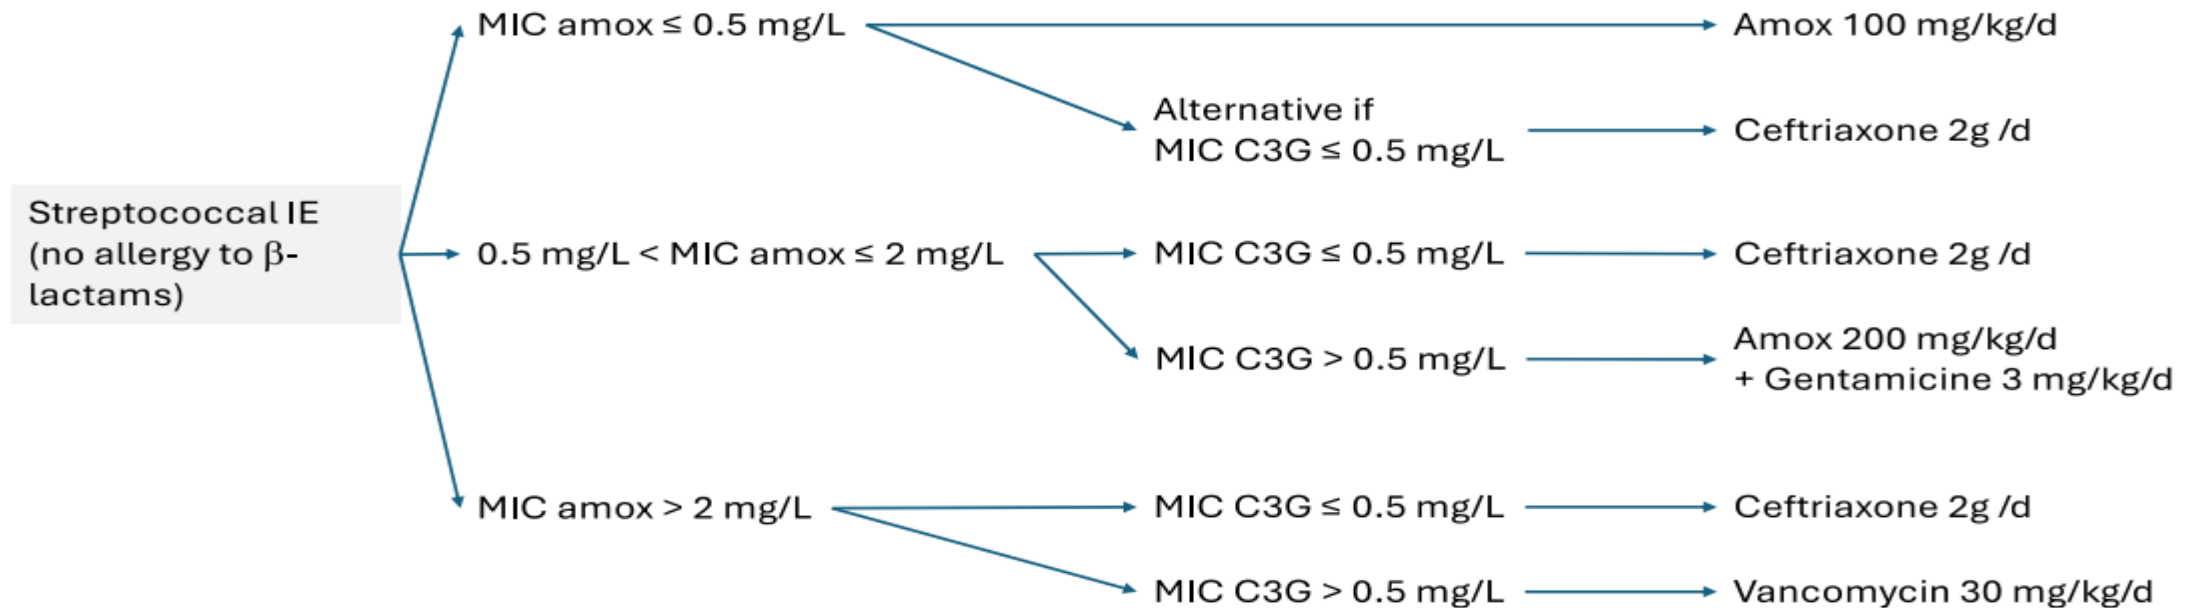 MIC amox ≤ 0.5 mg/L
Amox 100 mg/kg/d
Alternative if
MIC C3G ≤ 0.5 mg/L
Ceftriaxone 2g /d
Streptococcal IE
(no allergy to β-
lactams)
0.5 mg/L < MIC amox ≤ 2 mg/L
MIC C3G ≤ 0.5 mg/L
Ceftriaxone 2g /d
MIC C3G > 0.5 mg/L
Amox 200 mg/kg/d
+ Gentamicine 3 mg/kg/d
MIC amox > 2 mg/L
MIC C3G ≤ 0.5 mg/L
Ceftriaxone 2g /d
MIC C3G > 0.5 mg/L
Vancomycin 30 mg/kg/d